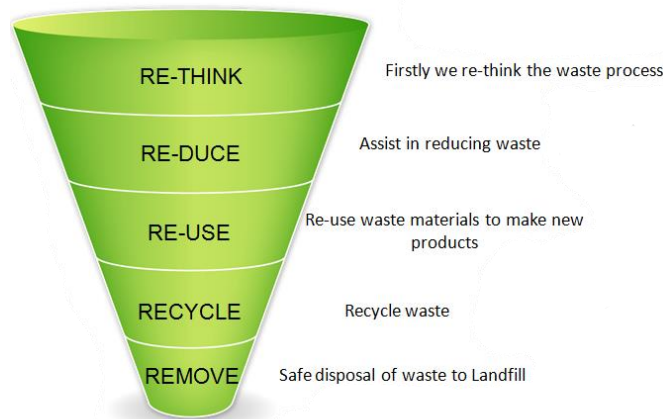 RE-THINK
Firstly we re-think the waste process
RE-DUCE
Assist in reducing waste
RE-USE
Re-use waste materials to make new
products
RECYCLE
Recycle waste
REMOVE
Safe disposal of waste to Landfill